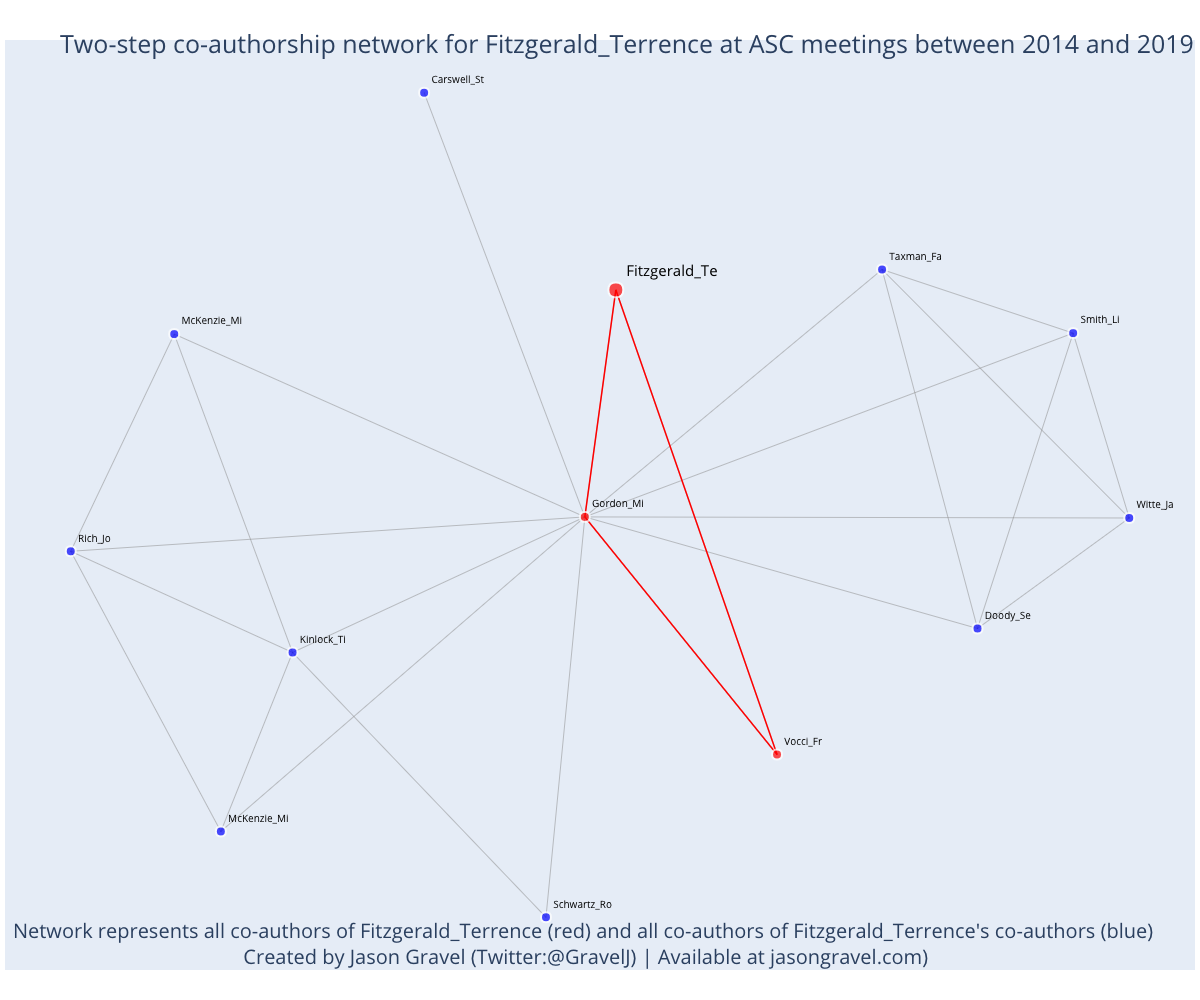 Two-step co-authorship network for Fitzgerald_Terrence at ASC meetings between 2014 and 2019
Carswell_St
Taxman_Fa
Fitzgerald_Te
McKenzie_Mi
Smith_Li
Gordon_Mi
Witte_Ja
Rich_Jo
Doody_Se
Kinlock_Ti
Vocci_Fr
McKenzie_Mi
Schwartz_Ro
Network represents all co-authors of Fitzgerald_Terrence (red) and all co-authors of Fitzgerald_Terrence's co-authors (blue)
Created by Jason Gravel (Twitter:@GravelJ) | Available at jasongravel.com)